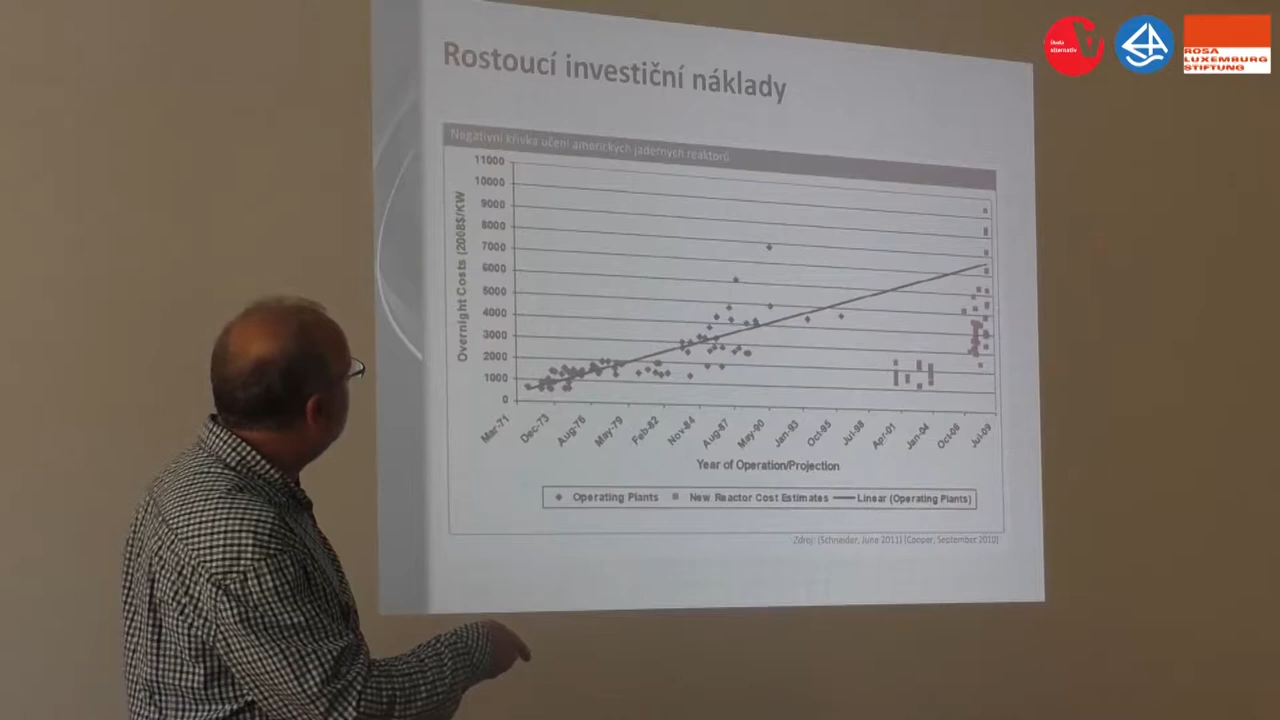 Rostoucí investiční náklady
Negativní křivka učení amerických jaderných reaktorů
11000
10000
9000
8000
7000
6000
5000
4000
3000
2000
1000
0
Overnight Costs (2008$/KW
Mar-71
Dec-73
Aug-76
May-79
Feb-82
Nov-84
Aug-87
May-90
Jan-93
Oct-95
Jul-98
Apr-01
Jan-04
Oct-06
Jul-09
Year of Operation/Projection
Operating Plants
New Reactor Cost Estimates
Linear (Operating Plants)
Zdroj: (Schneider, June 2011) (Cooper, September 2010)
škola
alternativ
ROSA
LUXEMBURG
STIFTUNG